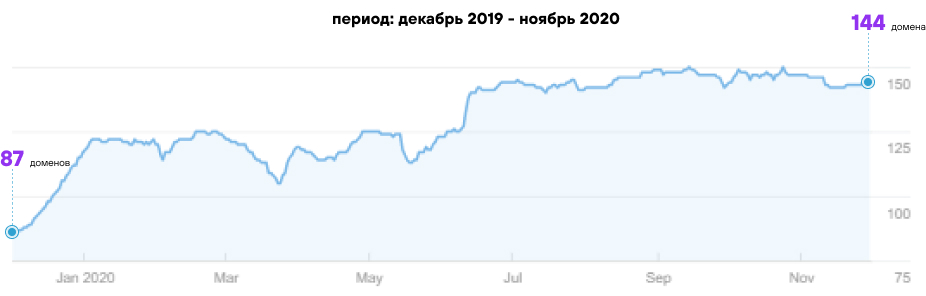 период: декабрь 2019 - ноябрь 2020
144 домена
150
125
87 доменов
100
Jan 2020 Mar May Jul Sep Nov 75